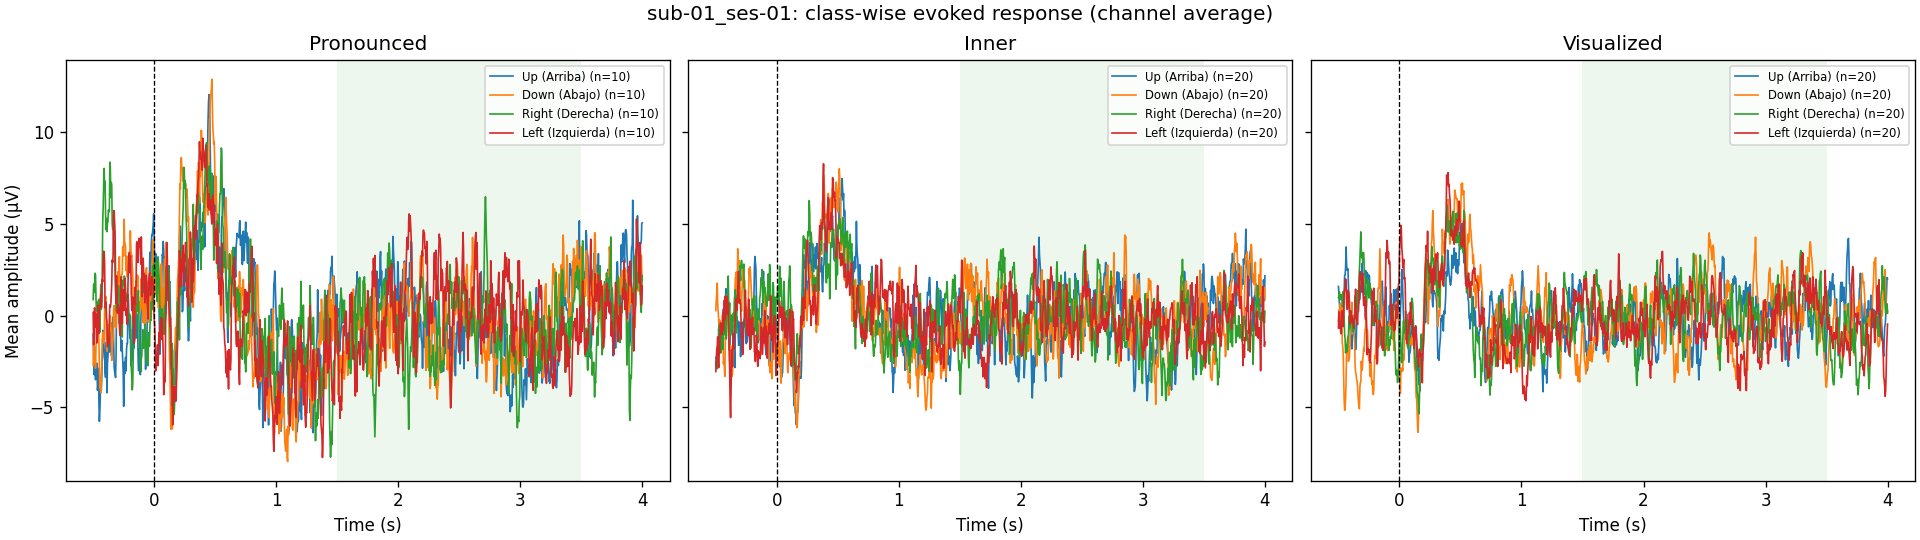 sub-01_ses-01: class-wise evoked response (channel average)
Pronounced
Inner
Visualized
Up (Arriba) (n=10)
Down (Abajo) (n=10)
Right (Derecha) (n=10)
Left (Izquierda) (n=10)
Up (Arriba) (n=20)
Down (Abajo) (n=20)
Right (Derecha) (n=20)
Left (Izquierda) (n=20)
Up (Arriba) (n=20)
Down (Abajo) (n=20)
Right (Derecha) (n=20)
Left (Izquierda) (n=20)
Mean amplitude (µV)
10
5
0
−5
0 1 2 3 4
0 1 2 3 4
0 1 2 3 4
Time (s)
Time (s)
Time (s)